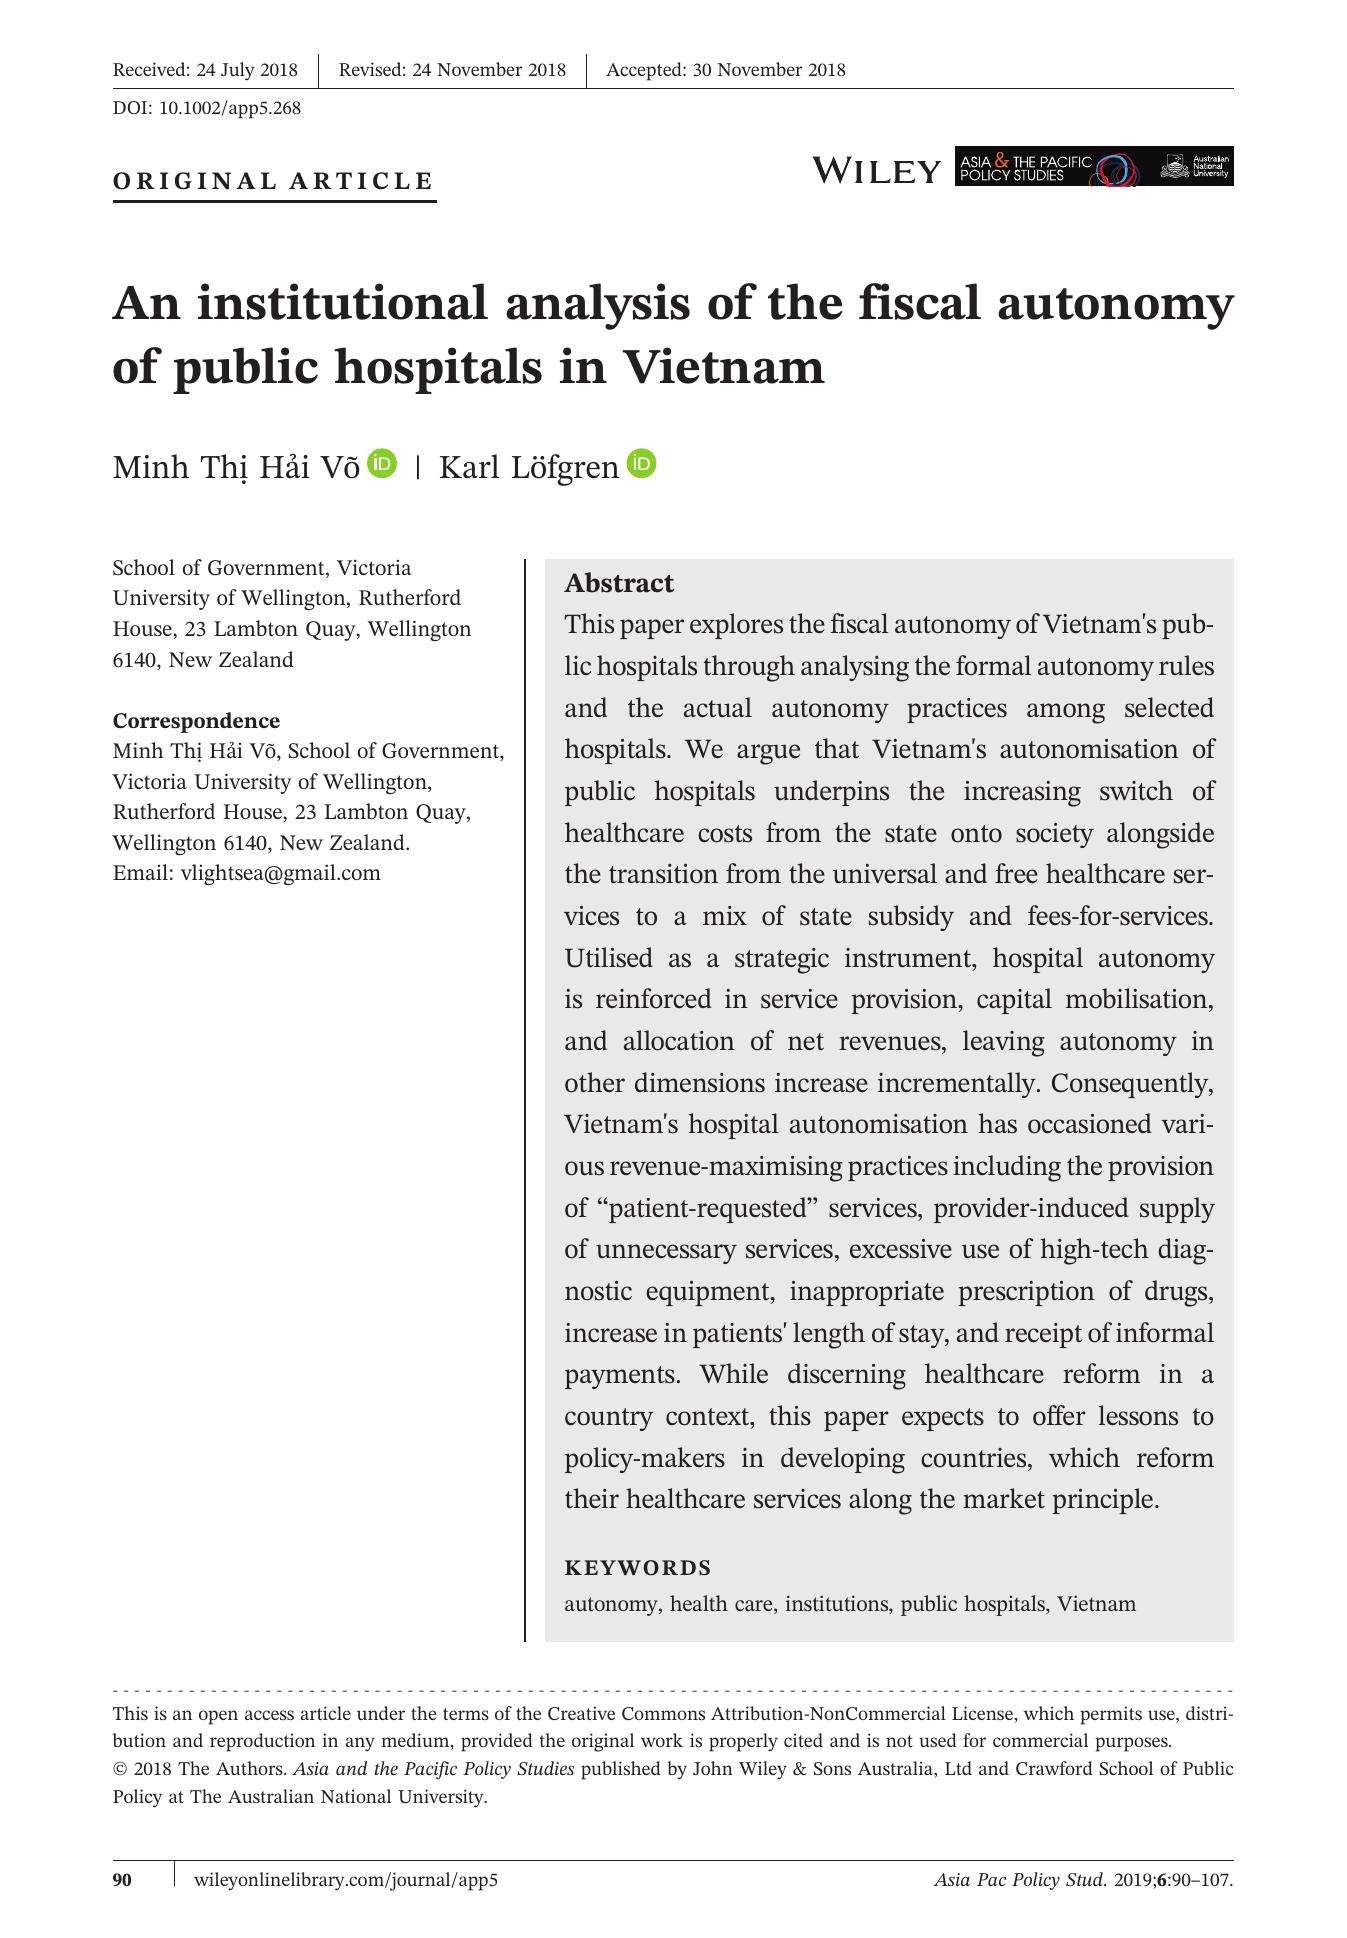 Received: 24 July 2018 | Revised: 24 November 2018 | Accepted: 30 November 2018
DOI: 10.1002/app5.268
ORIGINAL ARTICLE
WILEY
ASIA & THE PACIFIC
POLICY STUDIES
Australian
National
University
An institutional analysis of the fiscal autonomy
of public hospitals in Vietnam
Minh Thị Hải Võ iD | Karl Löfgren iD
School of Government, Victoria
University of Wellington, Rutherford
House, 23 Lambton Quay, Wellington
6140, New Zealand
Correspondence
Minh Thị Hải Võ, School of Government,
Victoria University of Wellington,
Rutherford House, 23 Lambton Quay,
Wellington 6140, New Zealand.
Email: vlightsea@gmail.com
Abstract
This paper explores the fiscal autonomy of Vietnam's pub-
lic hospitals through analysing the formal autonomy rules
and the actual autonomy practices among selected
hospitals. We argue that Vietnam's autonomisation of
public hospitals underpins the increasing switch of
healthcare costs from the state onto society alongside
the transition from the universal and free healthcare ser-
vices to a mix of state subsidy and fees-for-services.
Utilised as a strategic instrument, hospital autonomy
is reinforced in service provision, capital mobilisation,
and allocation of net revenues, leaving autonomy in
other dimensions increase incrementally. Consequently,
Vietnam's hospital autonomisation has occasioned vari-
ous revenue-maximising practices including the provision
of “patient-requested” services, provider-induced supply
of unnecessary services, excessive use of high-tech diag-
nostic equipment, inappropriate prescription of drugs,
increase in patients' length of stay, and receipt of informal
payments. While discerning healthcare reform in a
country context, this paper expects to offer lessons to
policy-makers in developing countries, which reform
their healthcare services along the market principle.
KEYWORDS
autonomy, health care, institutions, public hospitals, Vietnam
This is an open access article under the terms of the Creative Commons Attribution-NonCommercial License, which permits use, distri-
bution and reproduction in any medium, provided the original work is properly cited and is not used for commercial purposes.
© 2018 The Authors. Asia and the Pacific Policy Studies published by John Wiley & Sons Australia, Ltd and Crawford School of Public
Policy at The Australian National University.
90 | wileyonlinelibrary.com/journal/app5 Asia Pac Policy Stud. 2019;6:90–107.